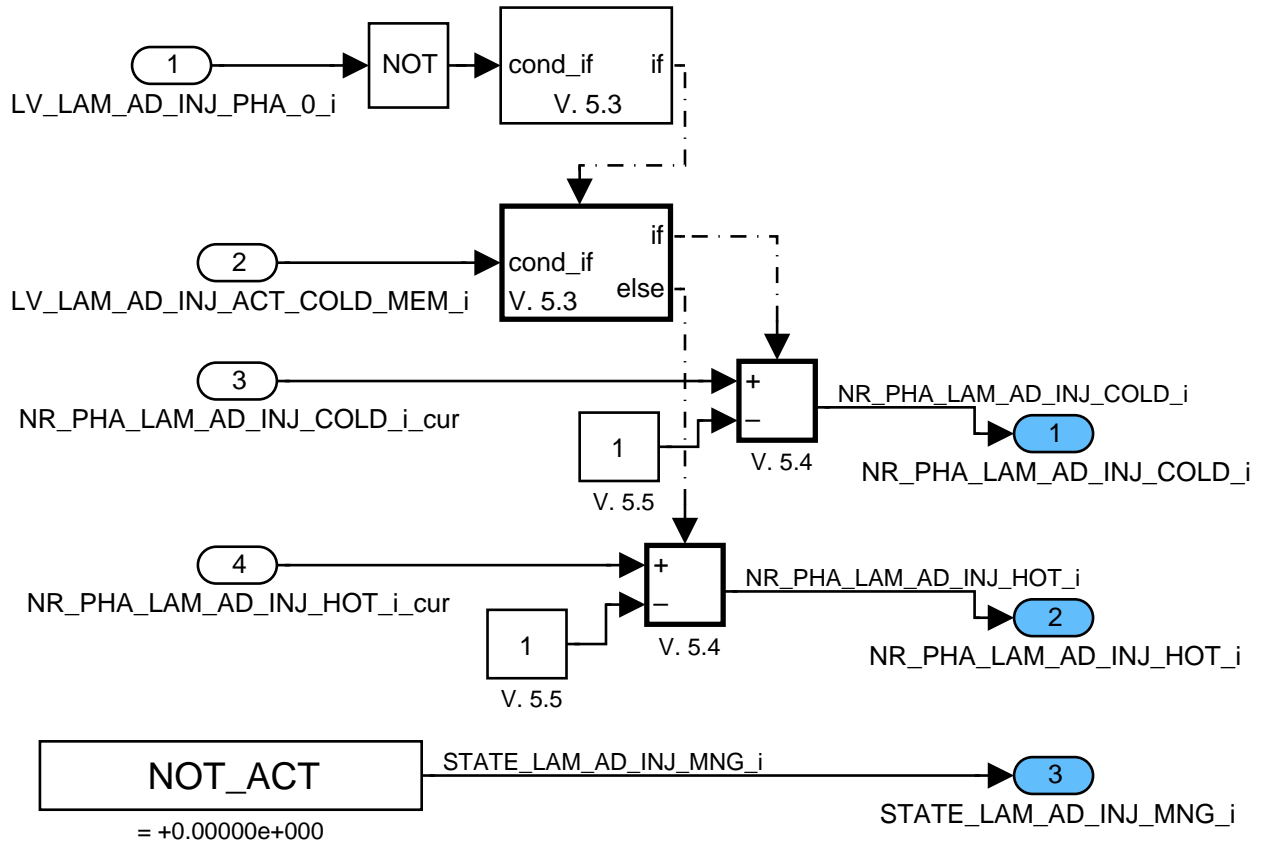 1
NOT
cond_if if
V. 5.3
LV_LAM_AD_INJ_PHA_0_i
2
cond_if
if
else
V. 5.3
LV_LAM_AD_INJ_ACT_COLD_MEM_i
3
NR_PHA_LAM_AD_INJ_COLD_i_cur
+
−
V. 5.4
1
V. 5.5
NR_PHA_LAM_AD_INJ_COLD_i
1
NR_PHA_LAM_AD_INJ_COLD_i
4
NR_PHA_LAM_AD_INJ_HOT_i_cur
+
−
V. 5.4
1
V. 5.5
NR_PHA_LAM_AD_INJ_HOT_i
2
NR_PHA_LAM_AD_INJ_HOT_i
NOT_ACT
= +0.00000e+000
STATE_LAM_AD_INJ_MNG_i
3
STATE_LAM_AD_INJ_MNG_i